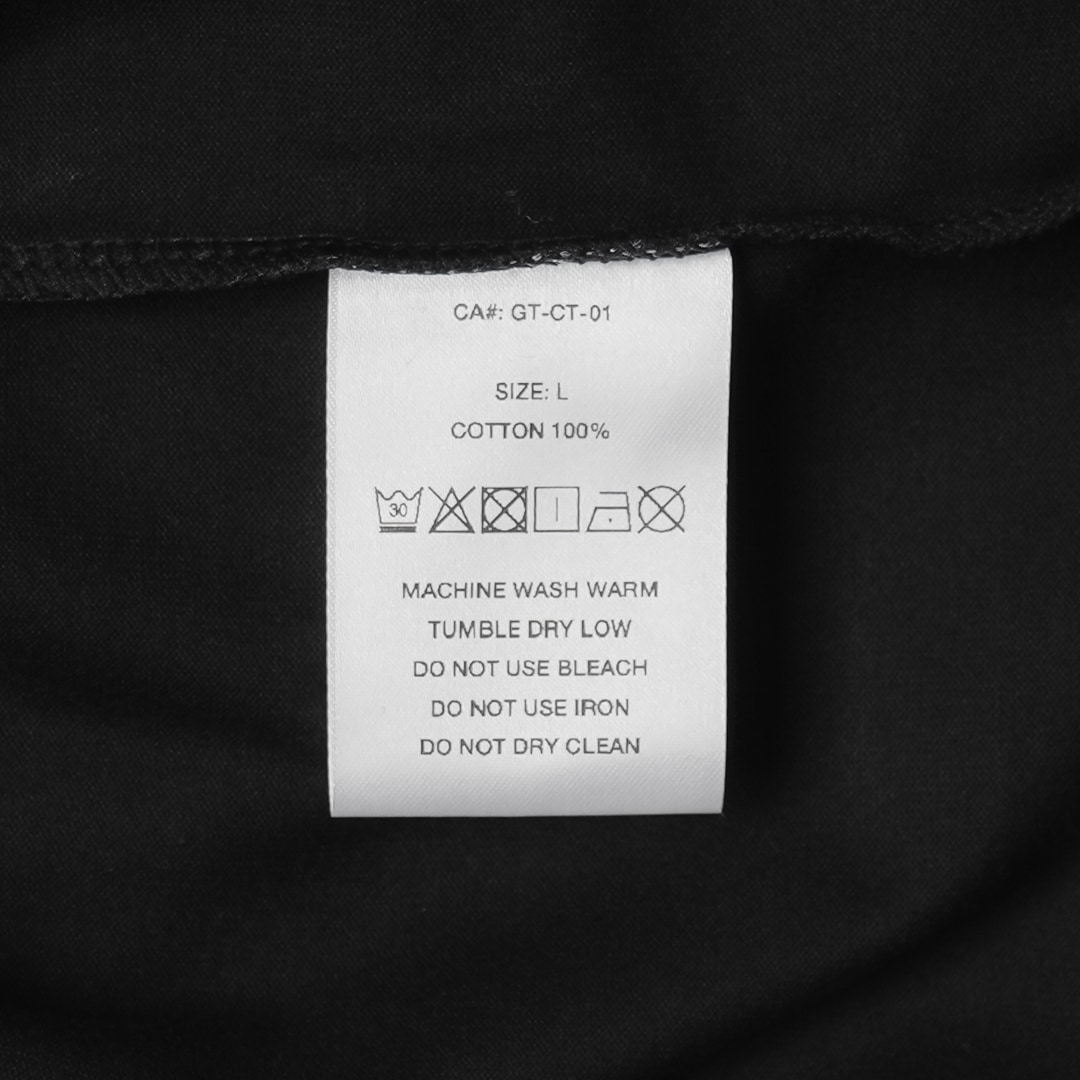 CA#: GT-CT-01
SIZE: L
COTTON 100%
30
MACHINE WASH WARM
TUMBLE DRY LOW
DO NOT USE BLEACH
DO NOT USE IRON
DO NOT DRY CLEAN